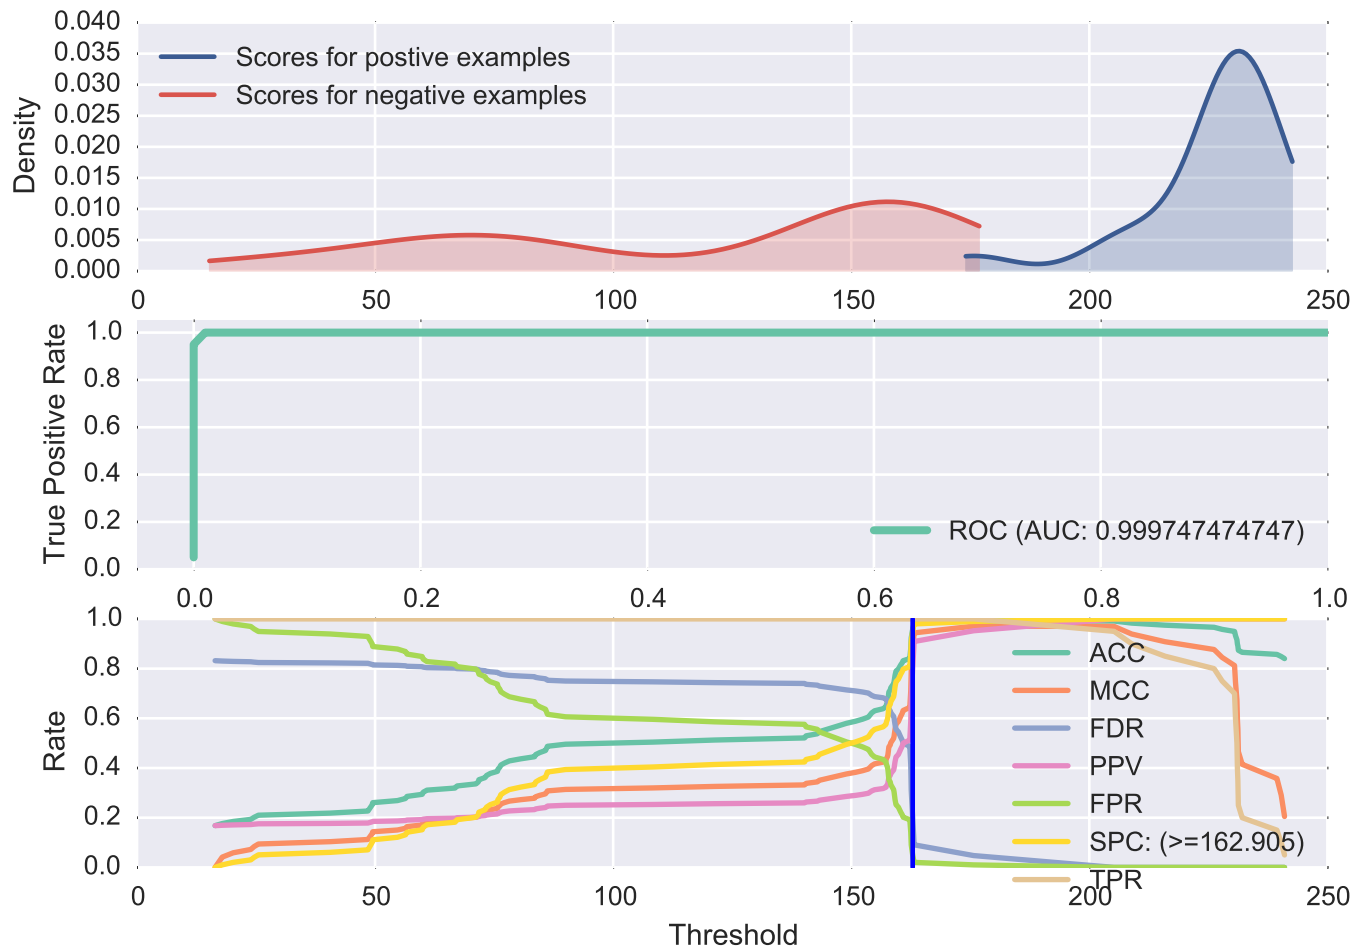 0.040
0.035
0.030
0.025
0.020
0.015
0.010
0.005
0.000
Density
Scores for postive examples
Scores for negative examples
0 50 100 150 200 250
1.0
0.8
0.6
0.4
0.2
0.0
True Positive Rate
ROC (AUC: 0.999747474747)
0.0 0.2 0.4 0.6 0.8 1.0
1.0
0.8
0.6
0.4
0.2
0.0
Rate
ACC
MCC
FDR
PPV
FPR
SPC: (>=162.905)
TPR
0 50 100 150 200 250
Threshold